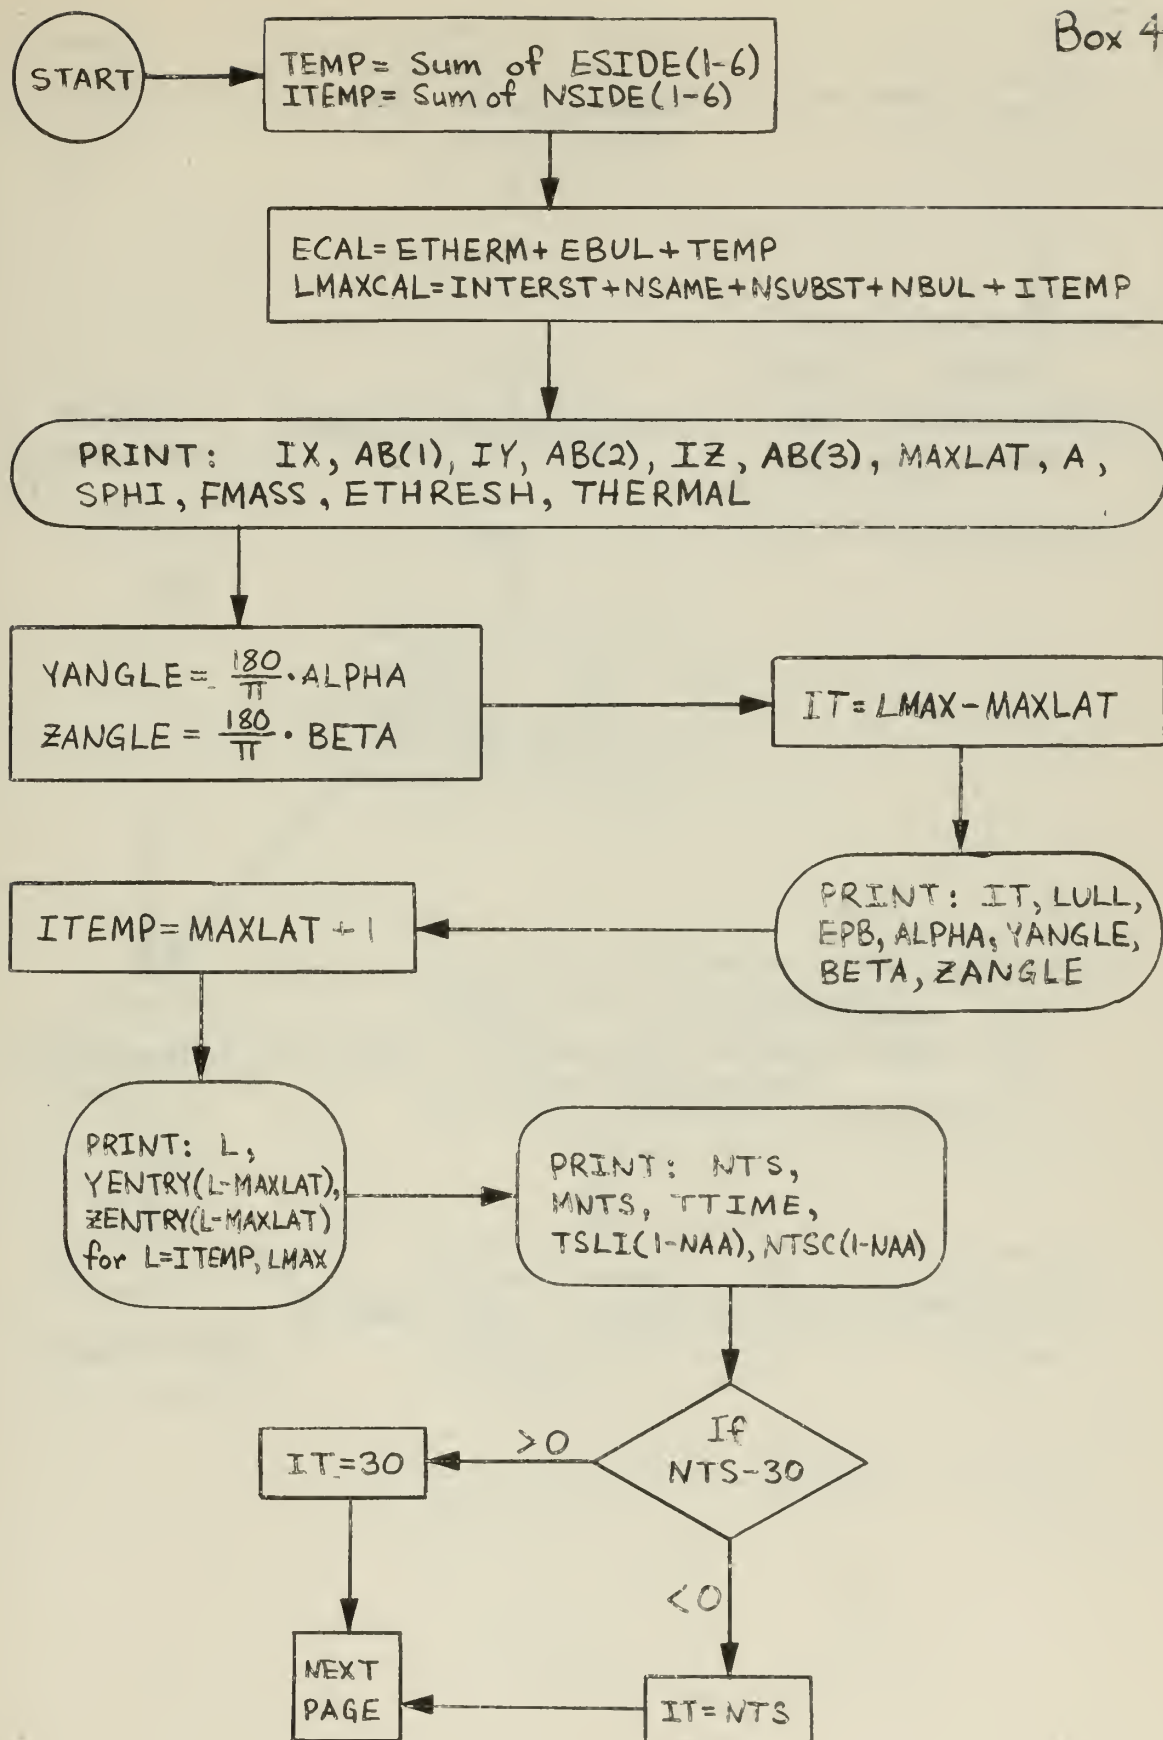 Box 4
START
TEMP= Sum of ESIDE(1-6)
ITEMP= Sum of NSIDE(1-6)
ECAL= ETHERM+ EBUL+TEMP
LMAXCAL=INTERST+NSAME+NSUBST+NBUL+ITEMP
PRINT: IX, AB(1), IY, AB(2), IZ, AB(3), MAXLAT, A,
SPHI, FMASS, ETHRESH, THERMAL
YANGLE= 180/π · ALPHA
ZANGLE = 180/π · BETA
IT= LMAX-MAXLAT
PRINT: IT, LULL,
EPB, ALPHA, YANGLE,
BETA, ZANGLE
ITEMP=MAXLAT + 1
PRINT: L,
YENTRY(L-MAXLAT),
ZENTRY(L-MAXLAT)
for L=ITEMP, LMAX
PRINT: NTS,
MNTS, TTIME,
TSLI(1-NAA), NTSC(1-NAA)
If
NTS-30
>0
IT=30
<0
IT=NTS
NEXT
PAGE